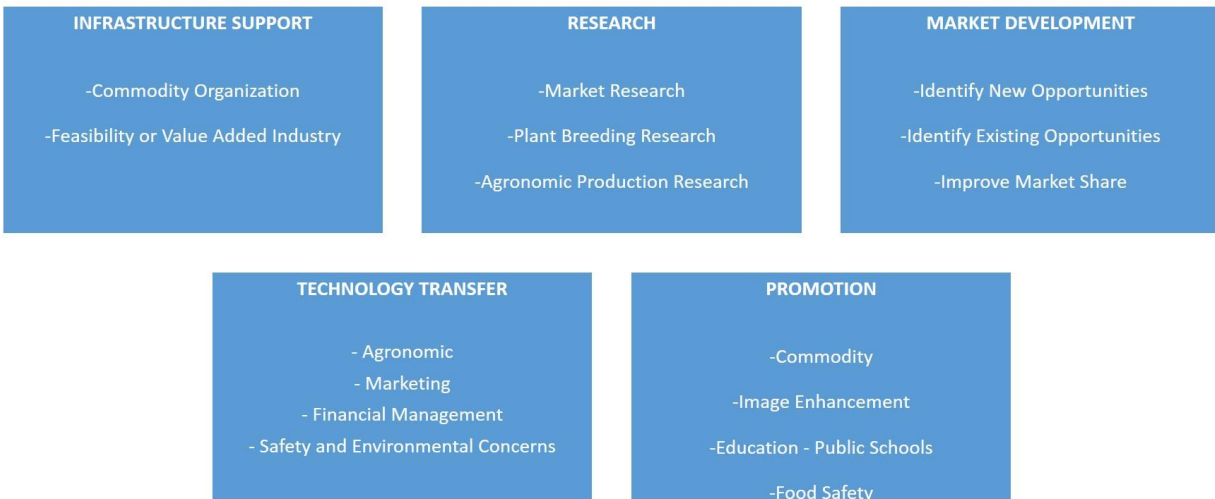 INFRASTRUCTURE SUPPORT
-Commodity Organization
-Feasibility or Value Added Industry
RESEARCH
-Market Research
-Plant Breeding Research
-Agronomic Production Research
MARKET DEVELOPMENT
-Identify New Opportunities
-Identify Existing Opportunities
-Improve Market Share
TECHNOLOGY TRANSFER
- Agronomic
- Marketing
- Financial Management
- Safety and Environmental Concerns
PROMOTION
-Commodity
-Image Enhancement
-Education - Public Schools
-Food Safety